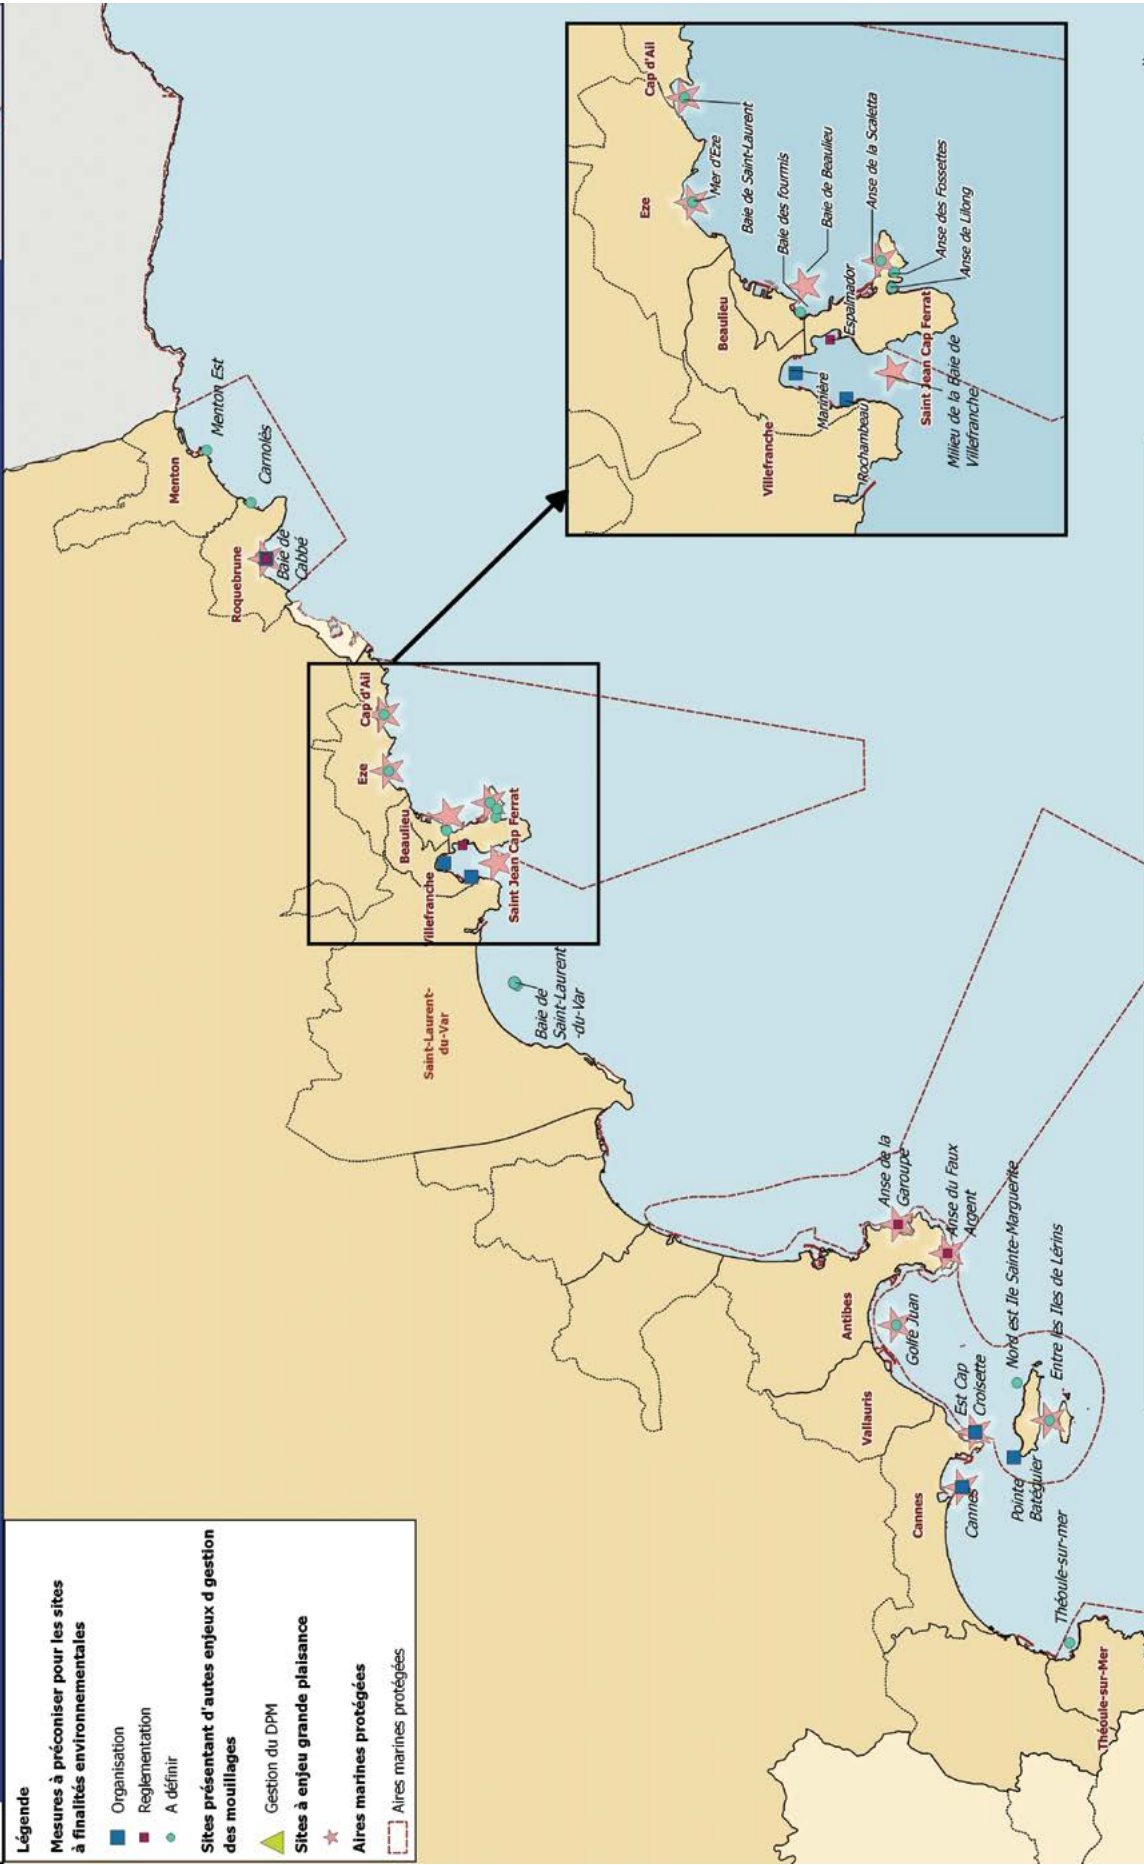 Légende
Mesures à préconiser pour les sites
à finalités environnementales
Organisation
Reglementation
A définir
Sites présentant d'autres enjeux d gestion
des mouillages
Gestion du DPM
Sites à enjeu grande plaisance
Aires marines protégées
Aires marines protégées
Théoule-sur-Mer
Théoule-sur-mer
Cannes
Cannes
Pointe
Batéguier
Vallauris
Est Cap
Croisette
Nord est Ile Sainte-Marguerite
Entre les Iles de Lérins
Antibes
Golfe Juan
Anse de la
Garoupe
Anse du Faux
Argent
Saint-Laurent-
du-Var
Baie de
Saint-Laurent
-du-Var
Villefranche
Beaulieu
Saint Jean Cap Ferrat
Eze
Cap d'Ail
Roquebrune
Baie de
Cabbé
Carnolès
Menton
Menton Est
Cap d'Ail
Eze
Mer d'Eze
Baie de Saint-Laurent
Beaulieu
Baie des fourmis
Baie de Beaulieu
Villefranche
Marinière
Espalmador
Anse de la Scaletta
Rochambeau
Saint Jean Cap Ferrat
Anse des Fossettes
Anse de Lilong
Milieu de la Baie de
Villefranche